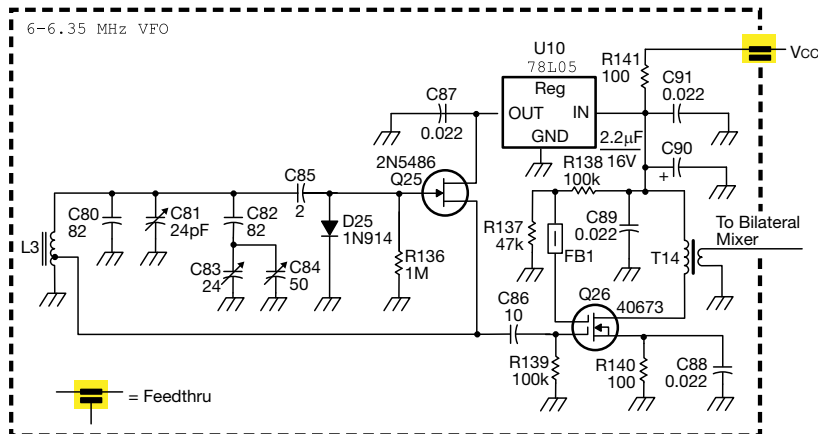 6-6.35 MHz VFO
Vcc
U10
78L05
R141
100
C91
0.022
Reg
OUT
IN
GND
C87
0.022
2.2μF
16V
C90
+
2N5486
Q25
R138
100k
C85
2
To Bilateral
Mixer
C80
82
C81
24pF
C82
82
D25
1N914
R137
47k
C89
0.022
FB1
T14
L3
R136
1M
C83
24
C84
50
C86
10
Q26
40673
R139
100k
R140
100
C88
0.022
= Feedthru